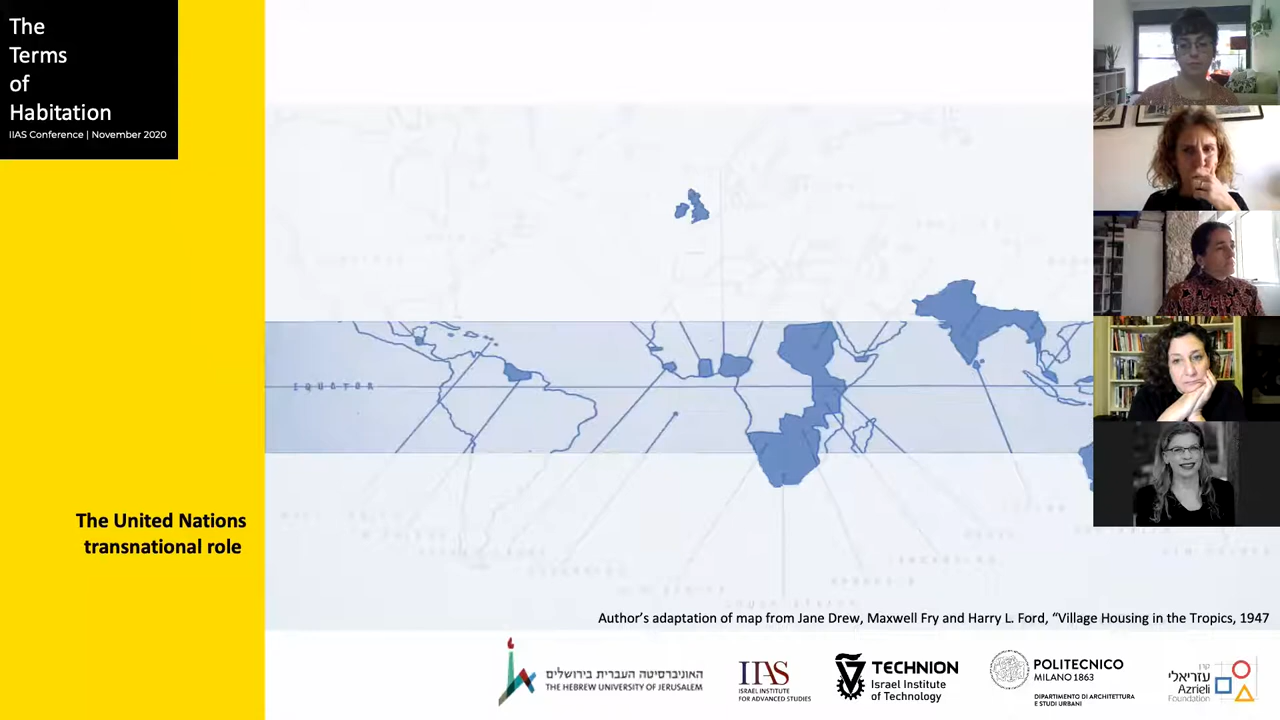 The
Terms
of
Habitation
IIAS Conference | November 2020
EQUATOR
The United Nations
transnational role
Author's adaptation of map from Jane Drew, Maxwell Fry and Harry L. Ford, “Village Housing in the Tropics, 1947
האוניברסיטה העברית בירושלים
THE HEBREW UNIVERSITY OF JERUSALEM
IIAS
ISRAEL INSTITUTE
FOR ADVANCED STUDIES
TECHNION
Israel Institute
of Technology
POLITECNICO
MILANO 1863
DIPARTIMENTO DI ARCHITETTURA
E STUDI URBANI
קרן
עזריאלי
Azrieli
Foundation